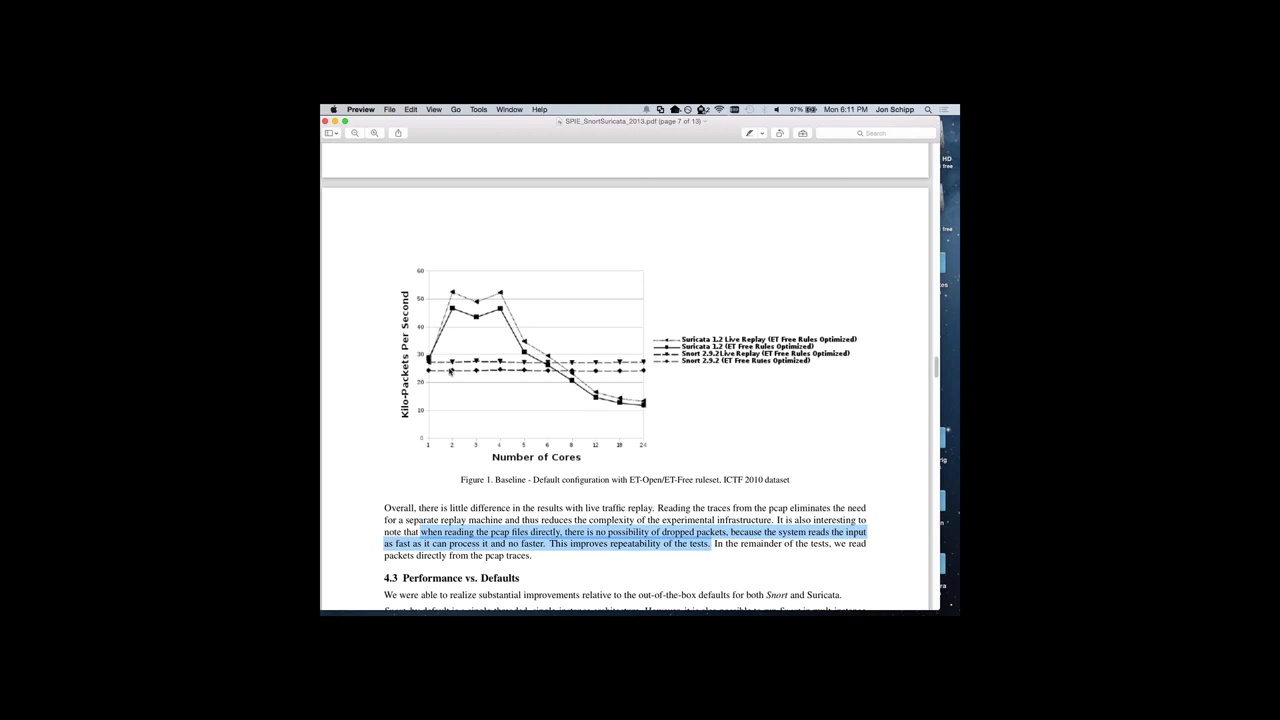 Preview File Edit View Go Tools Window Help 97% Mon 6:11 PM Jon Schipp
SPIE_SnortSuricata_2013.pdf (page 7 of 13)
Search
HD
free
free
Kilo-Packets Per Second
60
50
40
30
20
10
0
1 2 3 4 5 6 8 12 18 24
Number of Cores
Suricata 1.2 Live Replay (ET Free Rules Optimized)
Suricata 1.2 (ET Free Rules Optimized)
Snort 2.9.2 Live Replay (ET Free Rules Optimized)
Snort 2.9.2 (ET Free Rules Optimized)
Figure 1. Baseline - Default configuration with ET-Open/ET-Free ruleset, ICTF 2010 dataset
Overall, there is little difference in the results with live traffic replay. Reading the traces from the pcap eliminates the need
for a separate replay machine and thus reduces the complexity of the experimental infrastructure. It is also interesting to
note that when reading the pcap files directly, there is no possibility of dropped packets, because the system reads the input
as fast as it can process it and no faster. This improves repeatability of the tests. In the remainder of the tests, we read
packets directly from the pcap traces.
4.3 Performance vs. Defaults
We were able to realize substantial improvements relative to the out-of-the-box defaults for both Snort and Suricata.